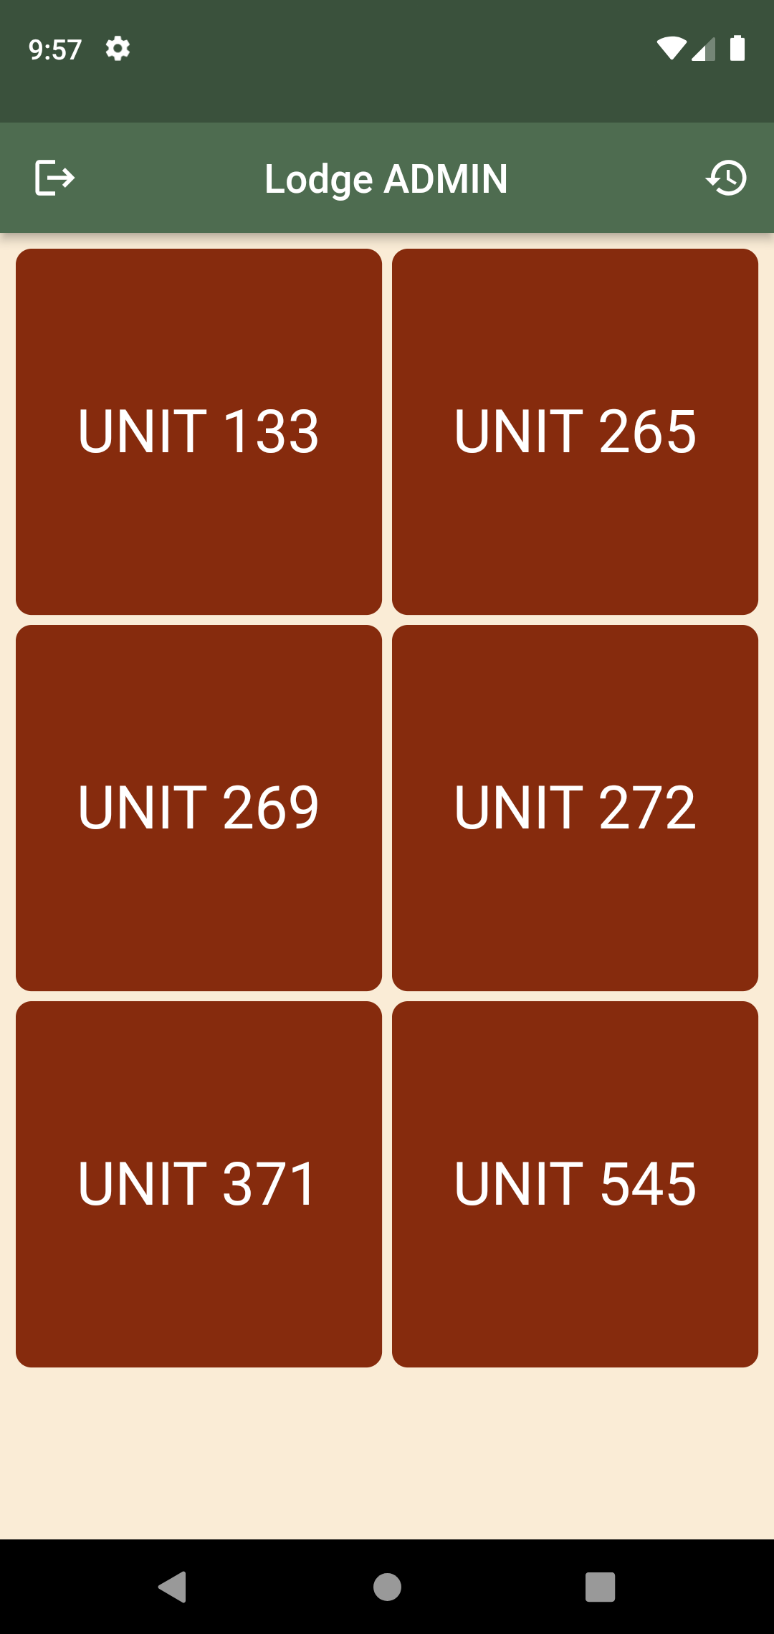 9:57
Lodge ADMIN
UNIT 133
UNIT 265
UNIT 269
UNIT 272
UNIT 371
UNIT 545